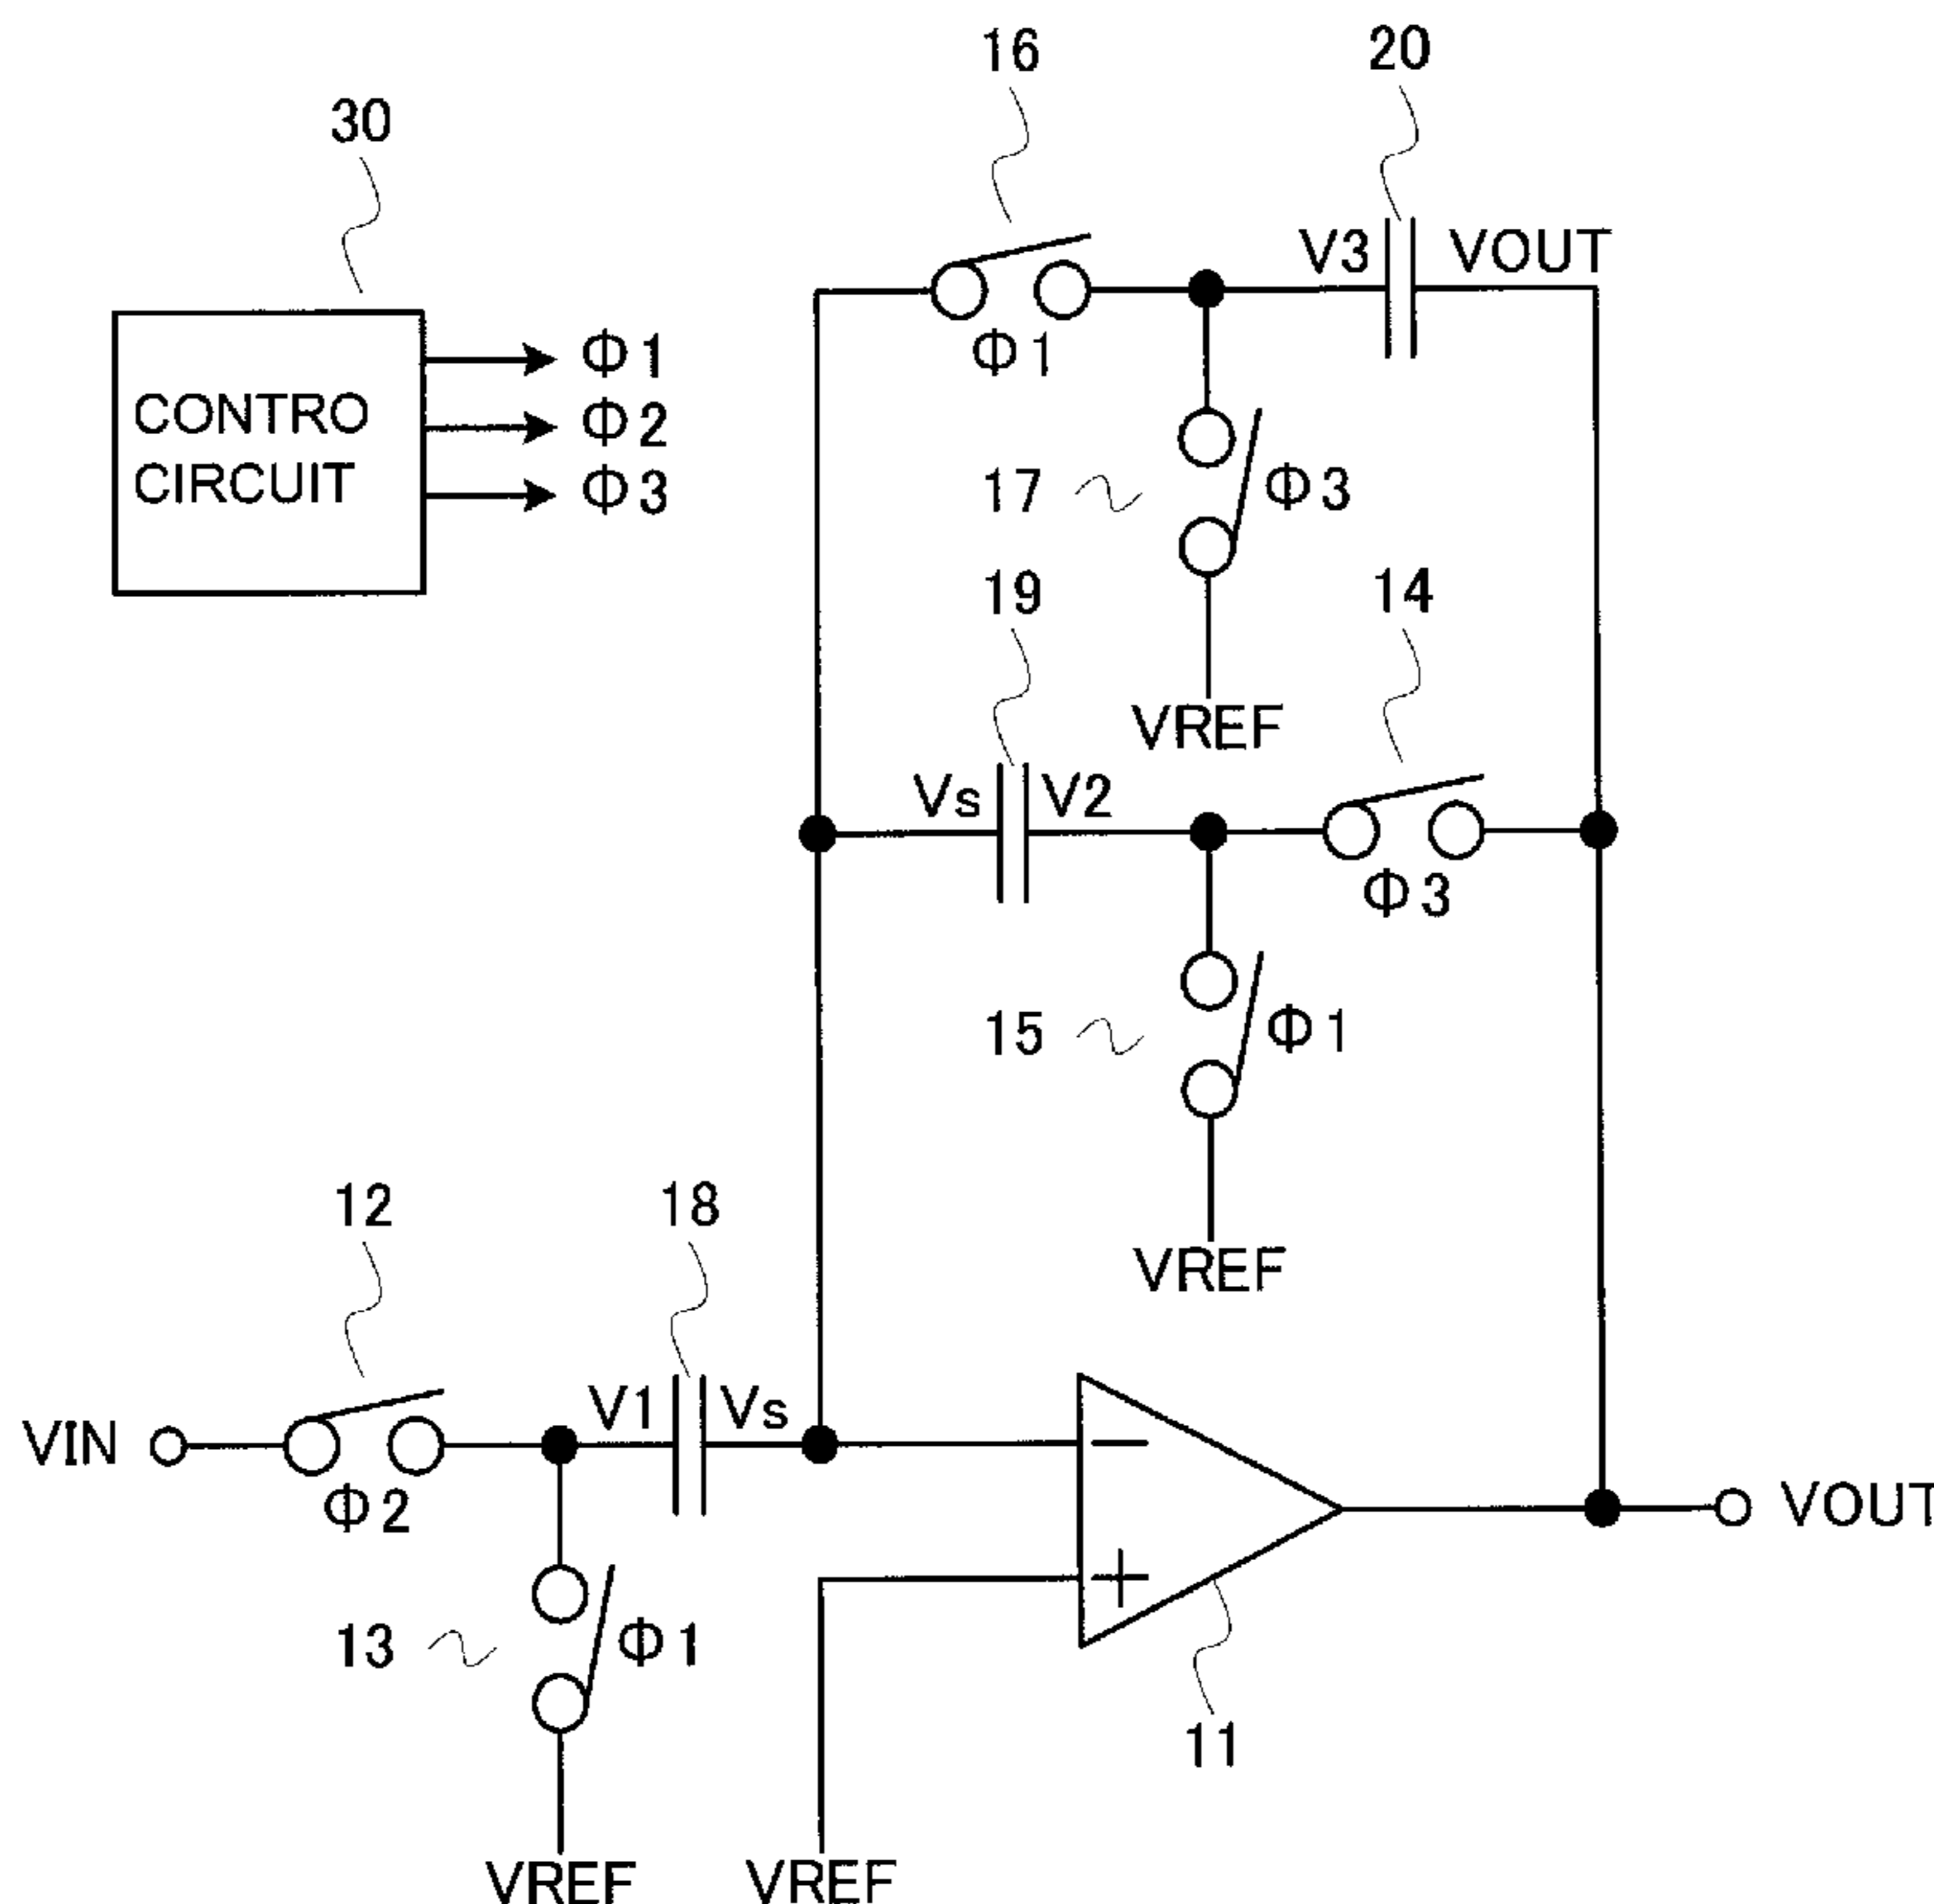 16
20
30
V3
VOUT
Φ1
Φ1
CONTRO
Φ2
CIRCUIT
Φ3
17
Φ3
19
14
VREF
Vs
V2
Φ3
15
Φ1
12
18
VREF
V1
Vs
VIN
−
Φ2
VOUT
+
13
Φ1
11
VREF
VREF